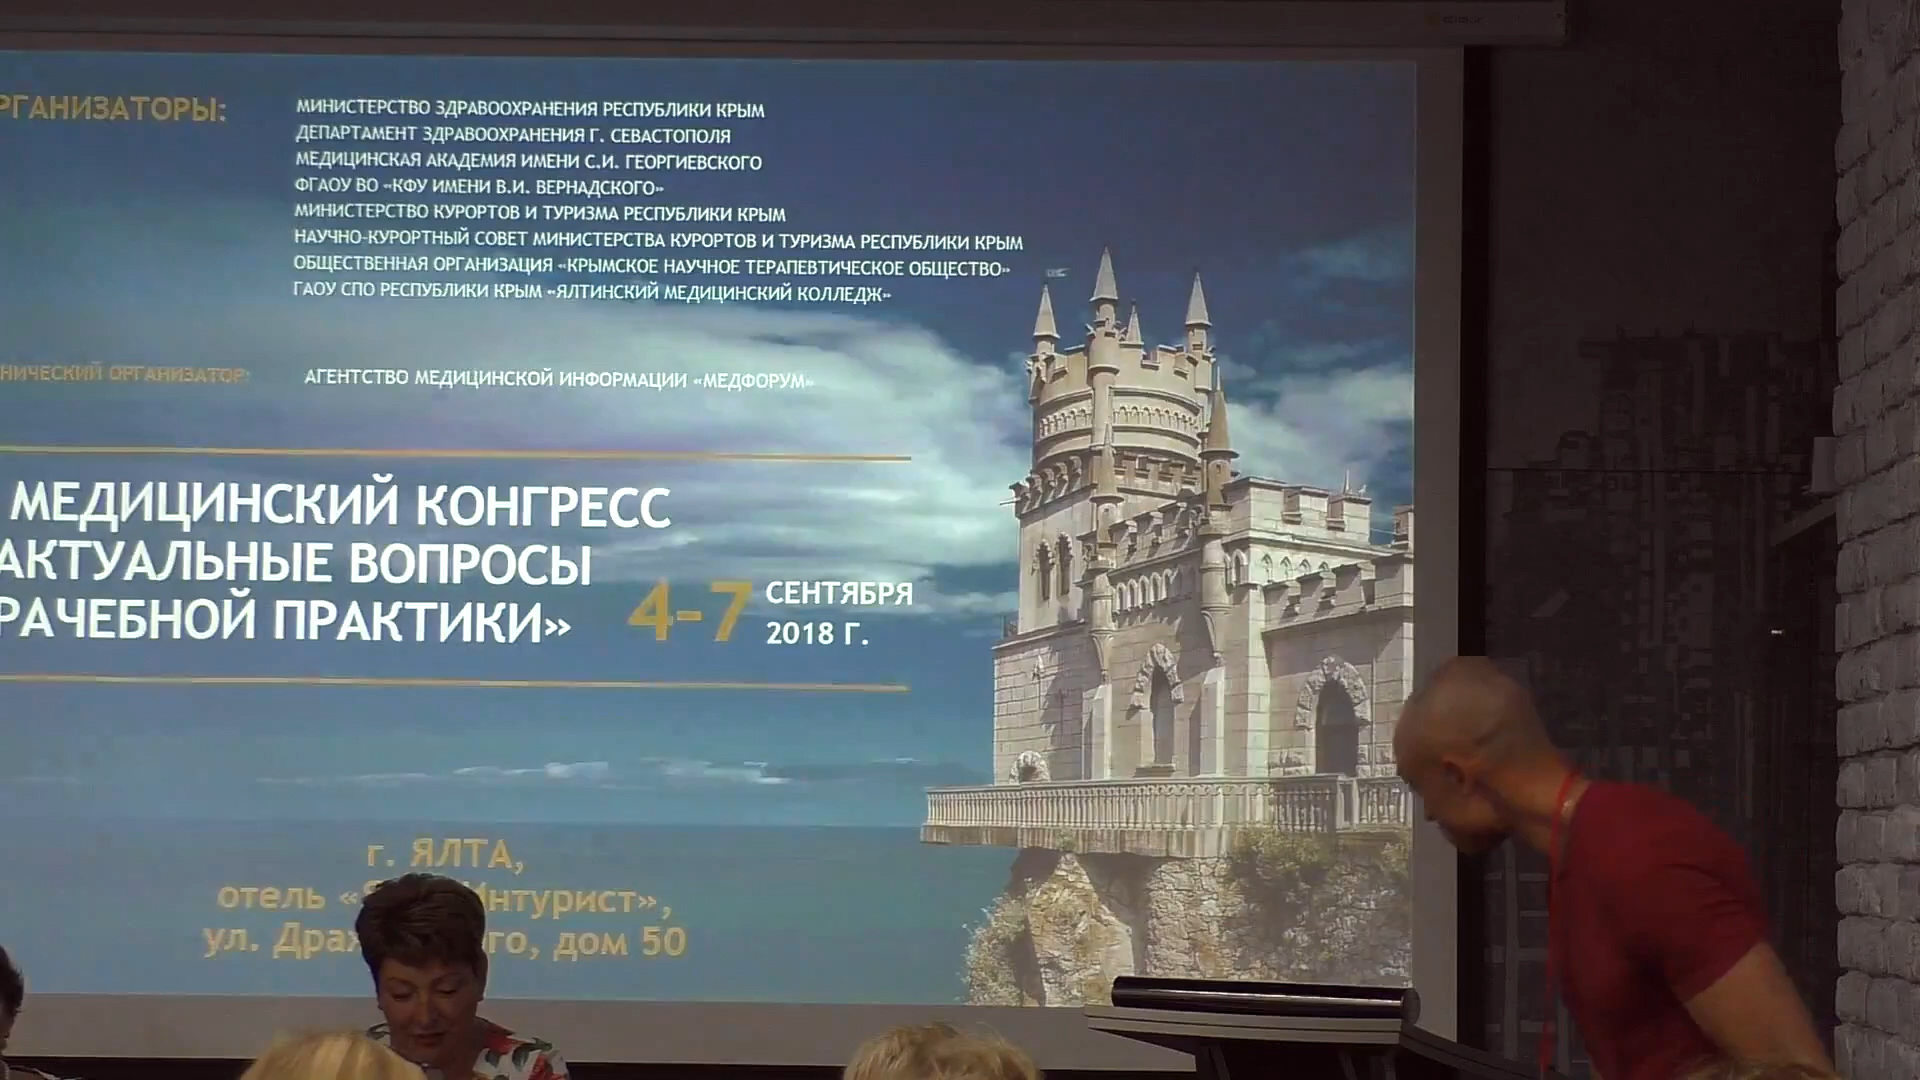 РГАНИЗАТОРЫ:
МИНИСТЕРСТВО ЗДРАВООХРАНЕНИЯ РЕСПУБЛИКИ КРЫМ
ДЕПАРТАМЕНТ ЗДРАВООХРАНЕНИЯ Г. СЕВАСТОПОЛЯ
МЕДИЦИНСКАЯ АКАДЕМИЯ ИМЕНИ С.И. ГЕОРГИЕВСКОГО
ФГАОУ ВО «КФУ ИМЕНИ В.И. ВЕРНАДСКОГО»
МИНИСТЕРСТВО КУРОРТОВ И ТУРИЗМА РЕСПУБЛИКИ КРЫМ
НАУЧНО-КУРОРТНЫЙ СОВЕТ МИНИСТЕРСТВА КУРОРТОВ И ТУРИЗМА РЕСПУБЛИКИ КРЫМ
ОБЩЕСТВЕННАЯ ОРГАНИЗАЦИЯ «КРЫМСКОЕ НАУЧНОЕ ТЕРАПЕВТИЧЕСКОЕ ОБЩЕСТВО»
ГАОУ СПО РЕСПУБЛИКИ КРЫМ «ЯЛТИНСКИЙ МЕДИЦИНСКИЙ КОЛЛЕДЖ»
НИЧЕСКИЙ ОРГАНИЗАТОР:
АГЕНТСТВО МЕДИЦИНСКОЙ ИНФОРМАЦИИ «МЕДФОРУМ»
МЕДИЦИНСКИЙ КОНГРЕСС
АКТУАЛЬНЫЕ ВОПРОСЫ
РАЧЕБНОЙ ПРАКТИКИ»
4-7 СЕНТЯБРЯ
2018 Г.
г. ЯЛТА,
отель « нтурист»,
ул. Дра го, дом 50